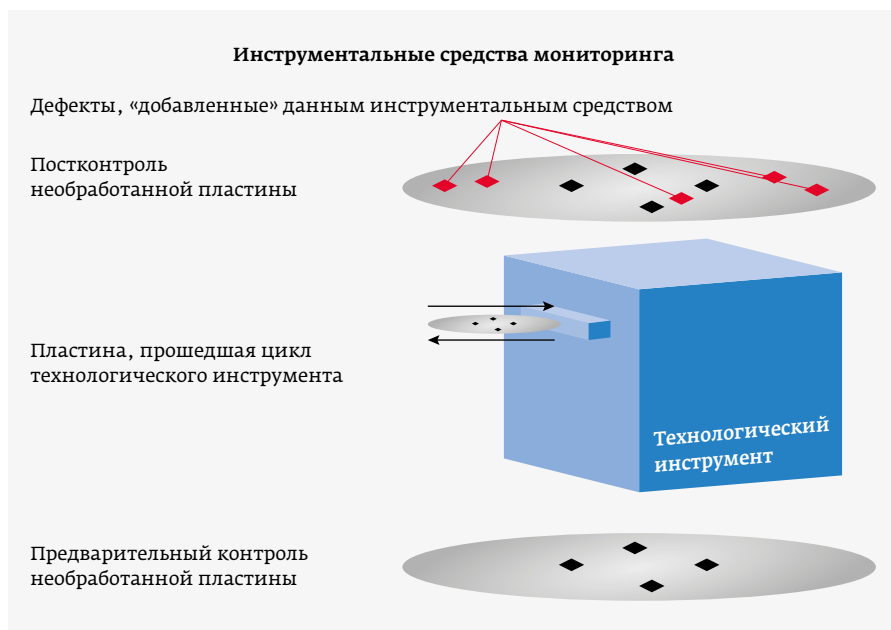 Инструментальные средства мониторинга
Дефекты, «добавленные» данным инструментальным средством
Постконтроль
необработанной пластины
Пластина, прошедшая цикл
технологического инструмента
Технологический
инструмент
Предварительный контроль
необработанной пластины